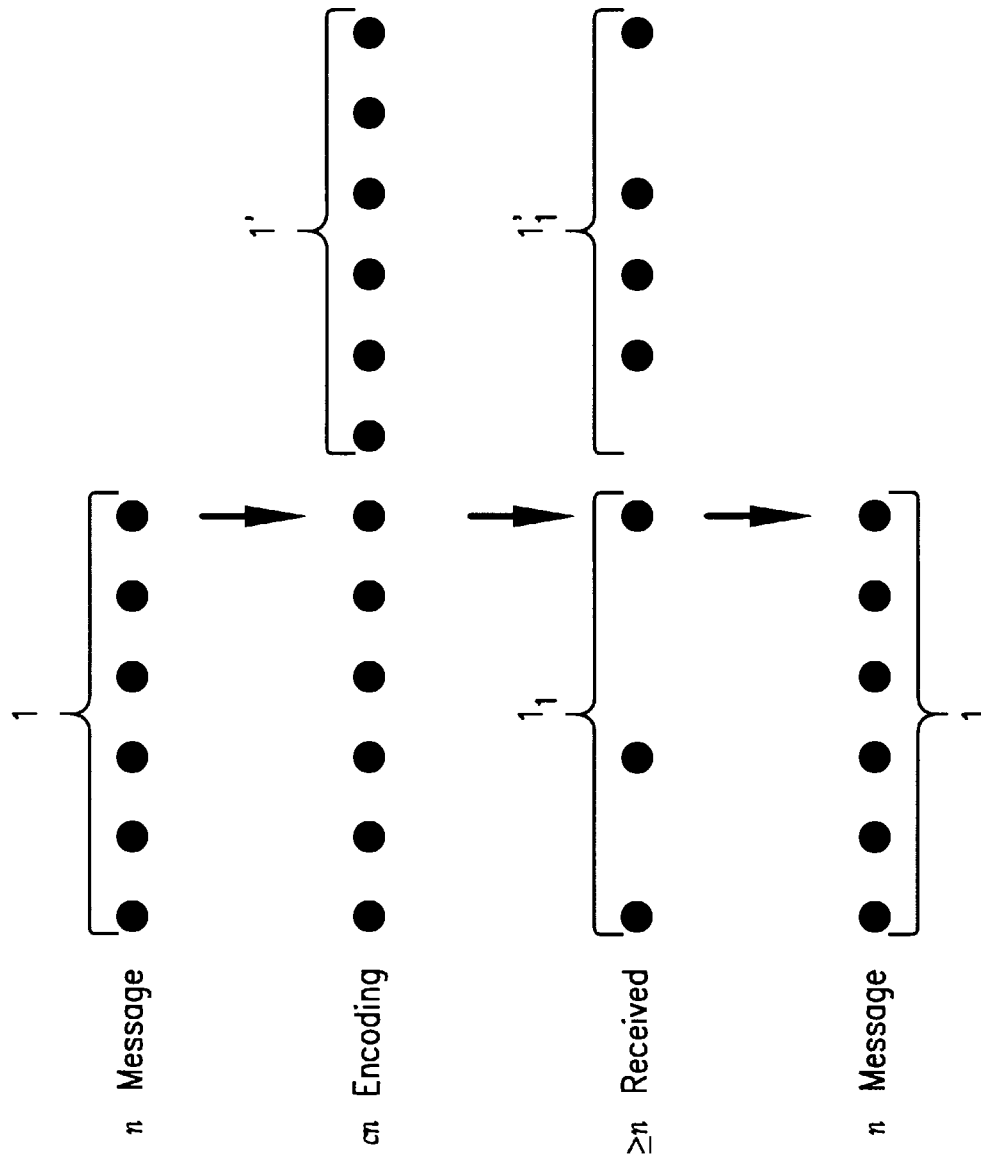 1
n Message
1'
cn Encoding
1₁
1'₁
≥n Received
n Message
1